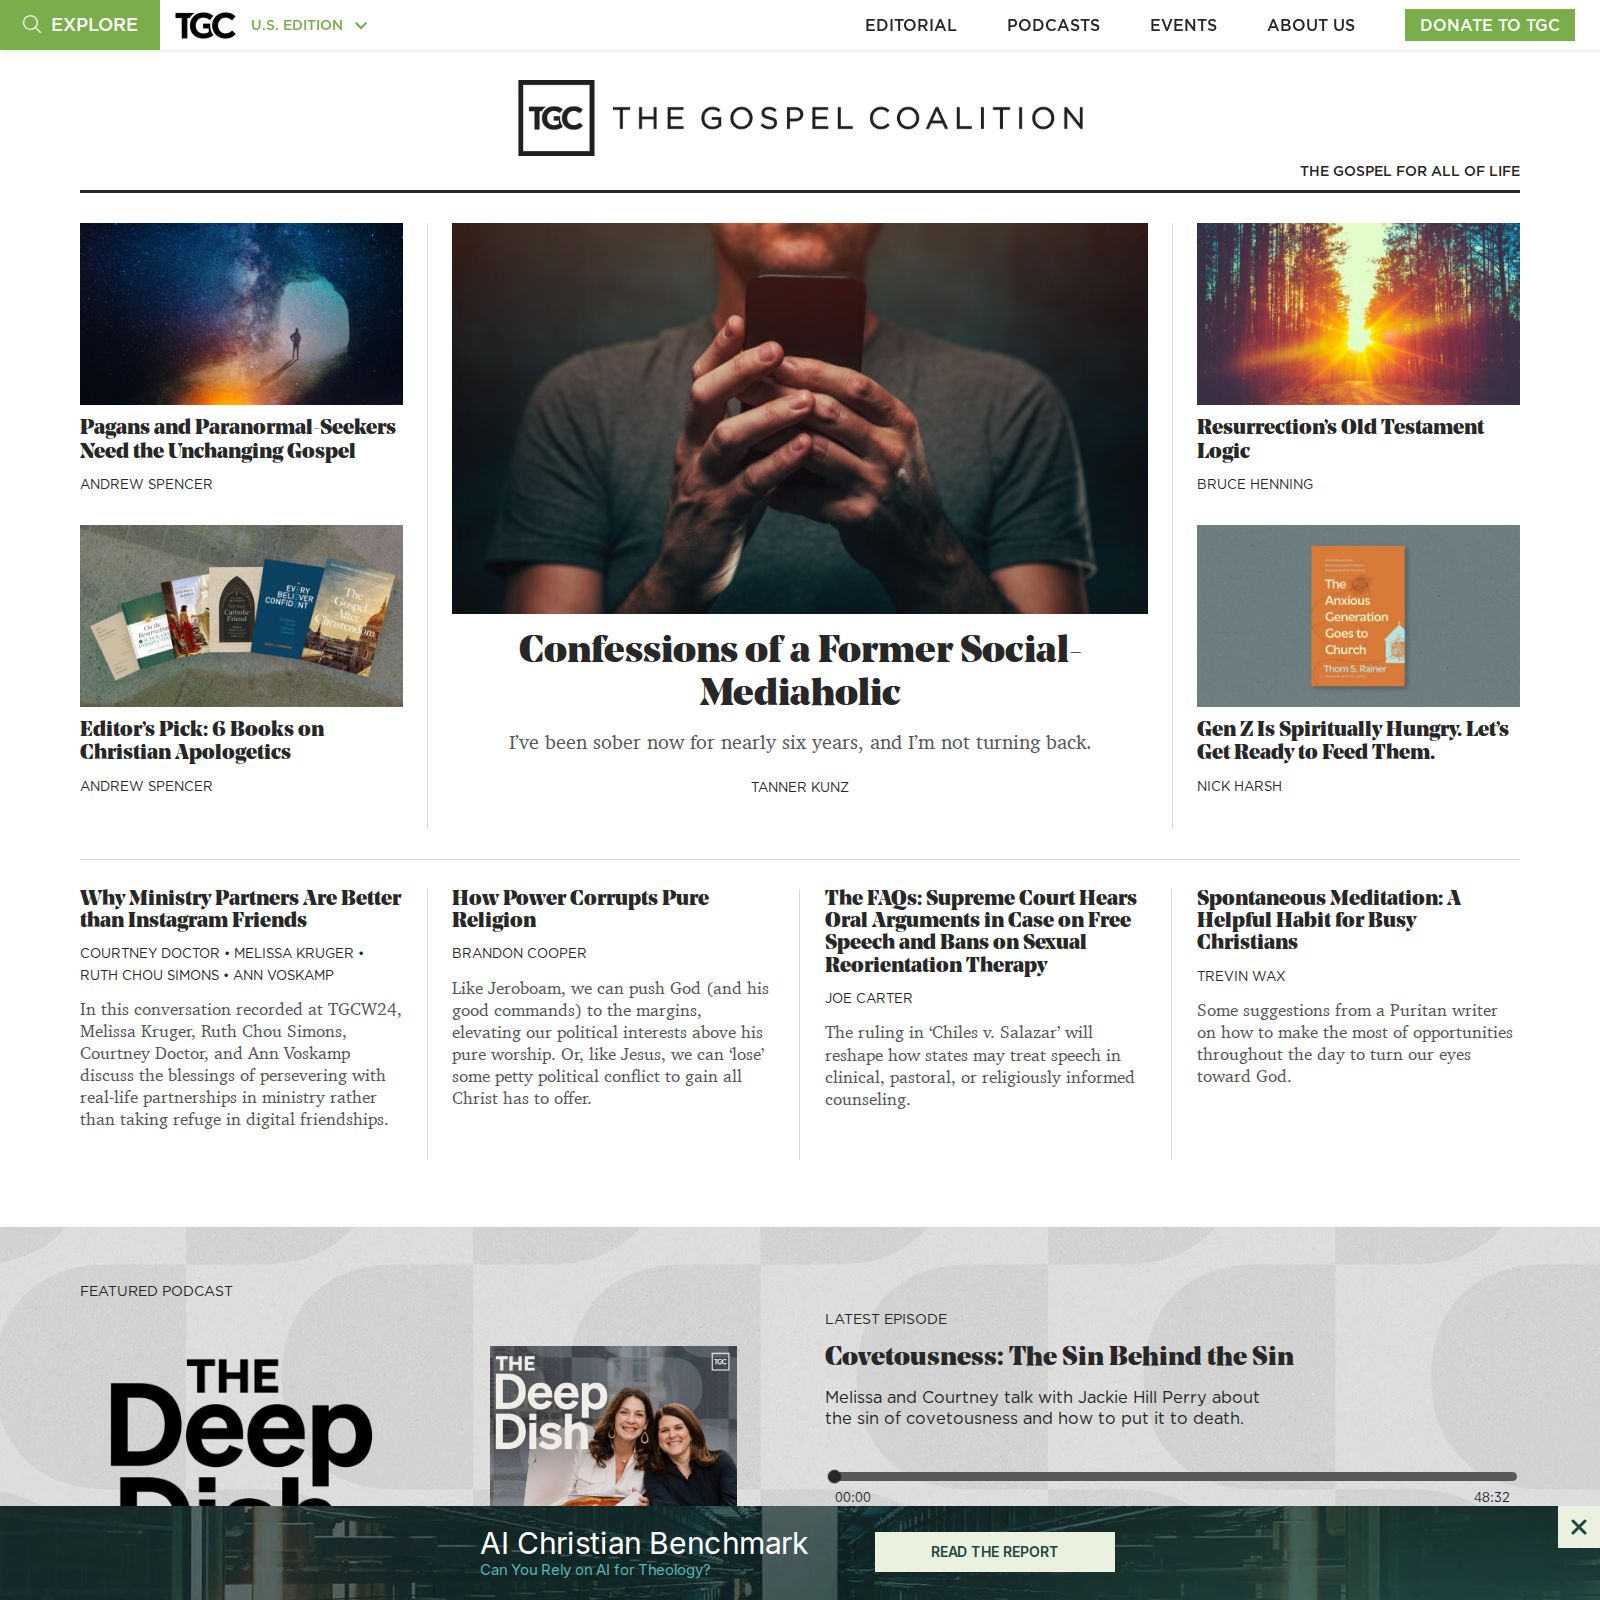 EXPLORE
TGC
U.S. EDITION
EDITORIAL
PODCASTS
EVENTS
ABOUT US
DONATE TO TGC
TGC THE GOSPEL COALITION
THE GOSPEL FOR ALL OF LIFE
Pagans and Paranormal-Seekers
Need the Unchanging Gospel
ANDREW SPENCER
On the
Resurrection
Catholic
Friend
EVERY
BELIEVER
CONFIDENT
The
Gospel
After
Christendom
Editor’s Pick: 6 Books on
Christian Apologetics
ANDREW SPENCER
Confessions of a Former Social-
Mediaholic
I’ve been sober now for nearly six years, and I’m not turning back.
TANNER KUNZ
Resurrection’s Old Testament
Logic
BRUCE HENNING
The
Anxious
Generation
Goes to
Church
Thom S. Rainer
Gen Z Is Spiritually Hungry. Let’s
Get Ready to Feed Them.
NICK HARSH
Why Ministry Partners Are Better
than Instagram Friends
COURTNEY DOCTOR • MELISSA KRUGER •
RUTH CHOU SIMONS • ANN VOSKAMP
In this conversation recorded at TGCW24,
Melissa Kruger, Ruth Chou Simons,
Courtney Doctor, and Ann Voskamp
discuss the blessings of persevering with
real-life partnerships in ministry rather
than taking refuge in digital friendships.
How Power Corrupts Pure
Religion
BRANDON COOPER
Like Jeroboam, we can push God (and his
good commands) to the margins,
elevating our political interests above his
pure worship. Or, like Jesus, we can ‘lose’
some petty political conflict to gain all
Christ has to offer.
The FAQs: Supreme Court Hears
Oral Arguments in Case on Free
Speech and Bans on Sexual
Reorientation Therapy
JOE CARTER
The ruling in ‘Chiles v. Salazar’ will
reshape how states may treat speech in
clinical, pastoral, or religiously informed
counseling.
Spontaneous Meditation: A
Helpful Habit for Busy
Christians
TREVIN WAX
Some suggestions from a Puritan writer
on how to make the most of opportunities
throughout the day to turn our eyes
toward God.
FEATURED PODCAST
THE
Deep
Dish
THE
Deep
Dish
TGC
LATEST EPISODE
Covetousness: The Sin Behind the Sin
Melissa and Courtney talk with Jackie Hill Perry about
the sin of covetousness and how to put it to death.
00:00
48:32
AI Christian Benchmark
Can You Rely on AI for Theology?
READ THE REPORT